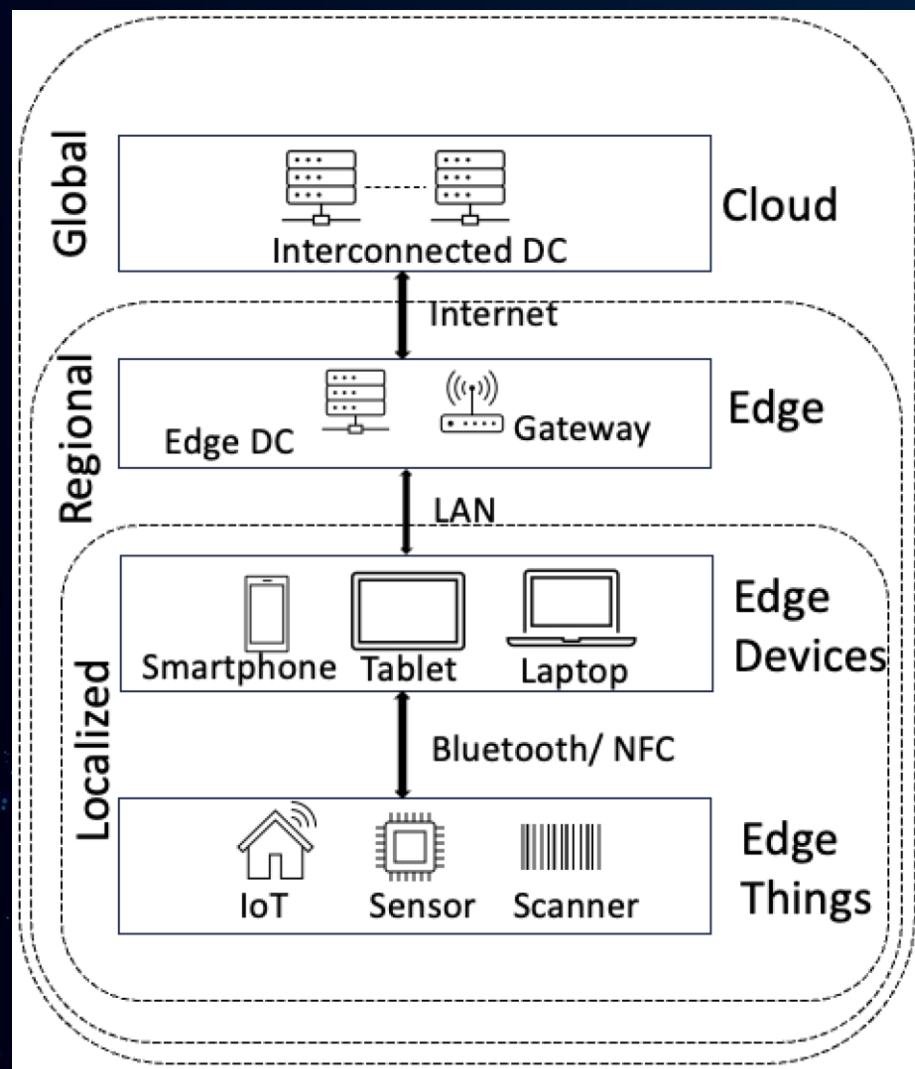 Global
Cloud
Interconnected DC
Internet
Regional
Edge DC
Gateway
Edge
LAN
Localized
Smartphone
Tablet
Laptop
Edge
Devices
Bluetooth/ NFC
IoT
Sensor
Scanner
Edge
Things